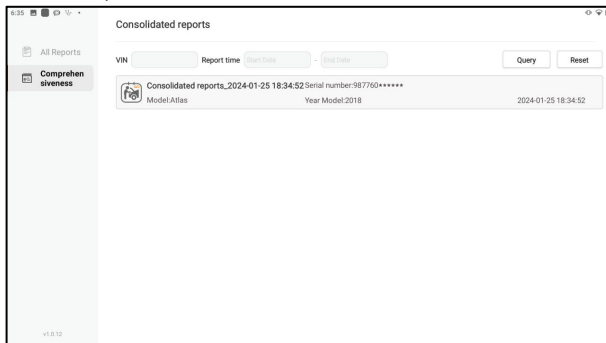 6:35
Consolidated reports
All Reports
Comprehen
siveness
VIN
Report time Start Date - End Date
Query Reset
Consolidated reports_2024-01-25 18:34:52 Serial number:987760******
Model:Atlas Year Model:2018 2024-01-25 18:34:52
v1.0.12